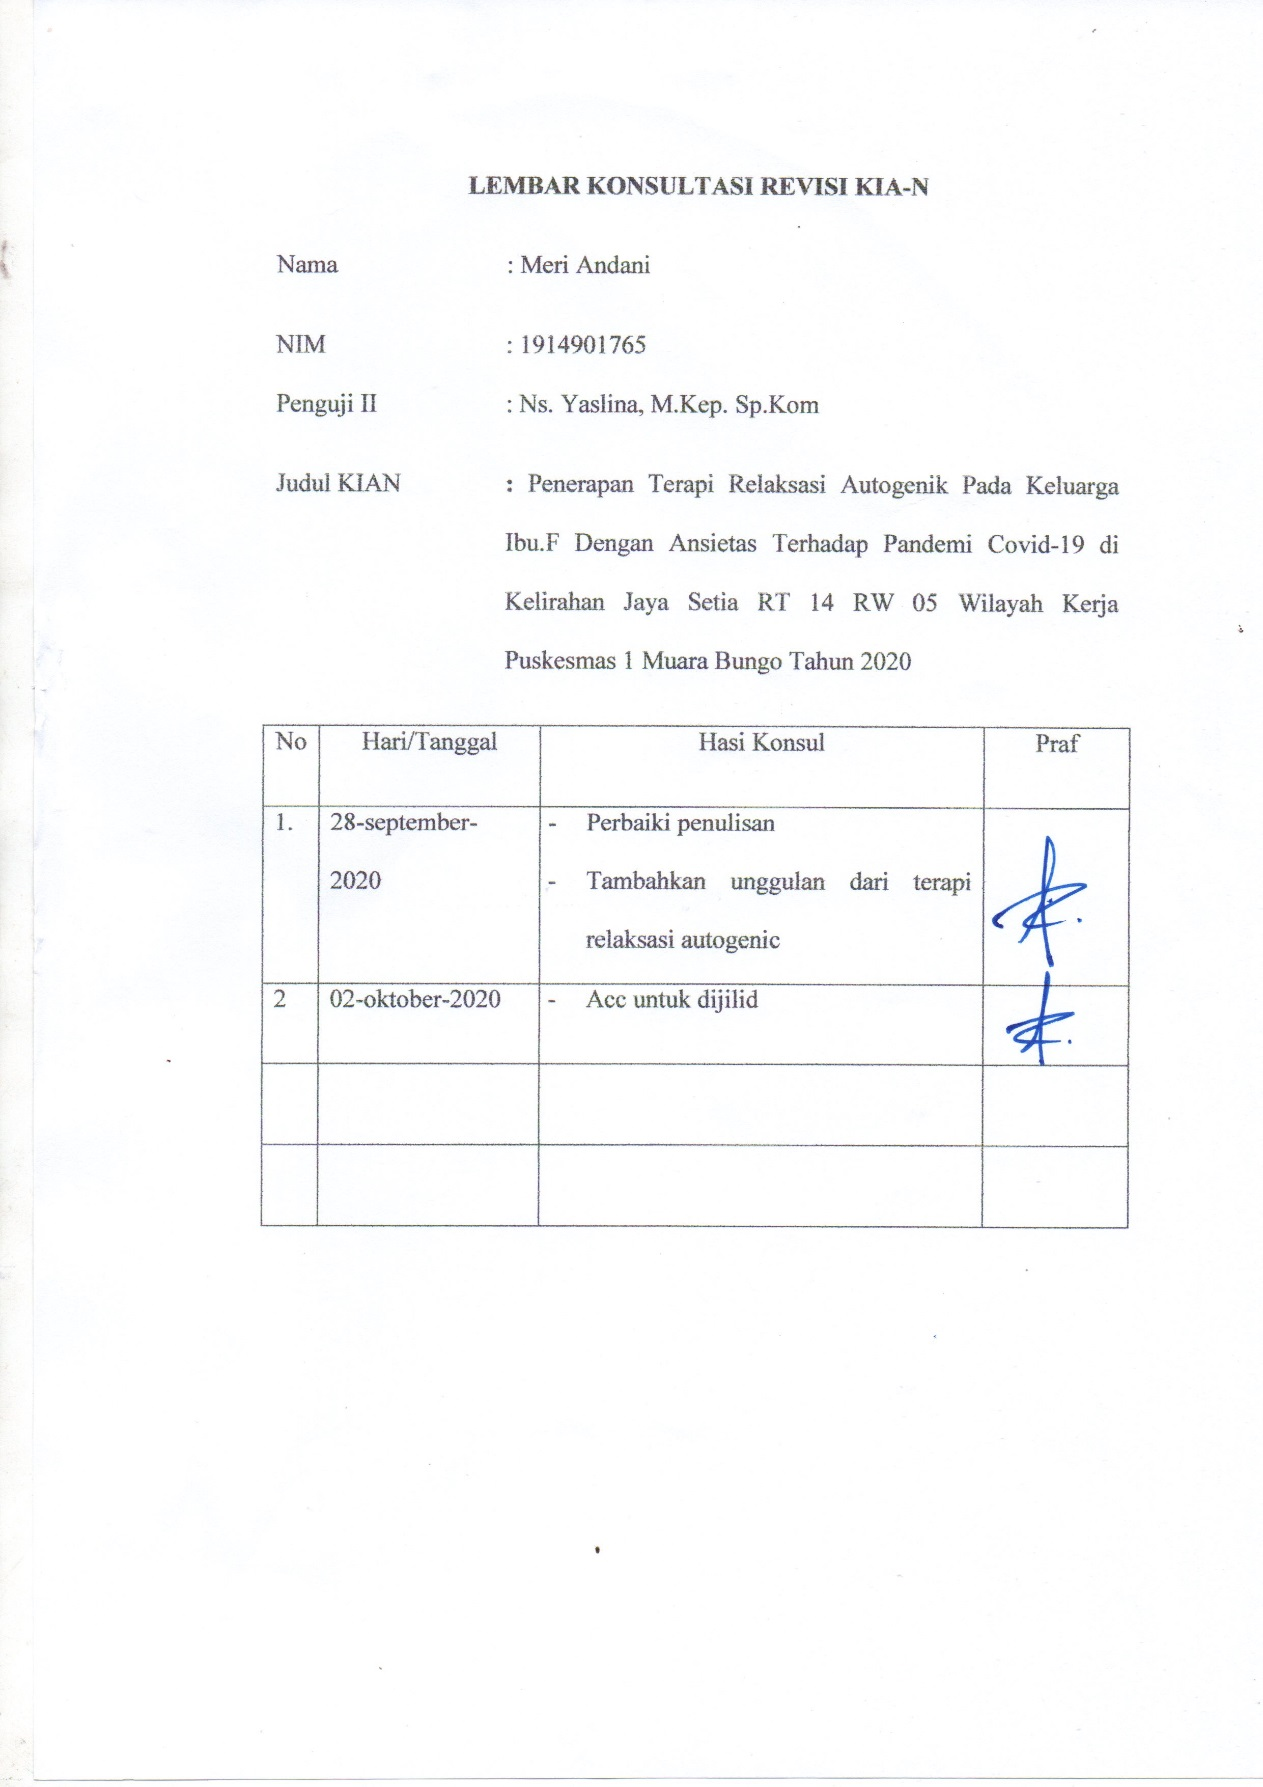 LEMBAR KONSULTASI REVISI KIA-N
Nama : Meri Andani
NIM : 1914901765
Penguji II : Ns. Yaslina, M.Kep. Sp.Kom
Judul KIAN : Penerapan Terapi Relaksasi Autogenik Pada Keluarga
Ibu.F Dengan Ansietas Terhadap Pandemi Covid-19 di
Kelirahan Jaya Setia RT 14 RW 05 Wilayah Kerja
Puskesmas 1 Muara Bungo Tahun 2020
No Hari/Tanggal Hasi Konsul Praf
1. 28-september- - Perbaiki penulisan
2020 - Tambahkan unggulan dari terapi
relaksasi autogenic
2 02-oktober-2020 - Acc untuk dijilid